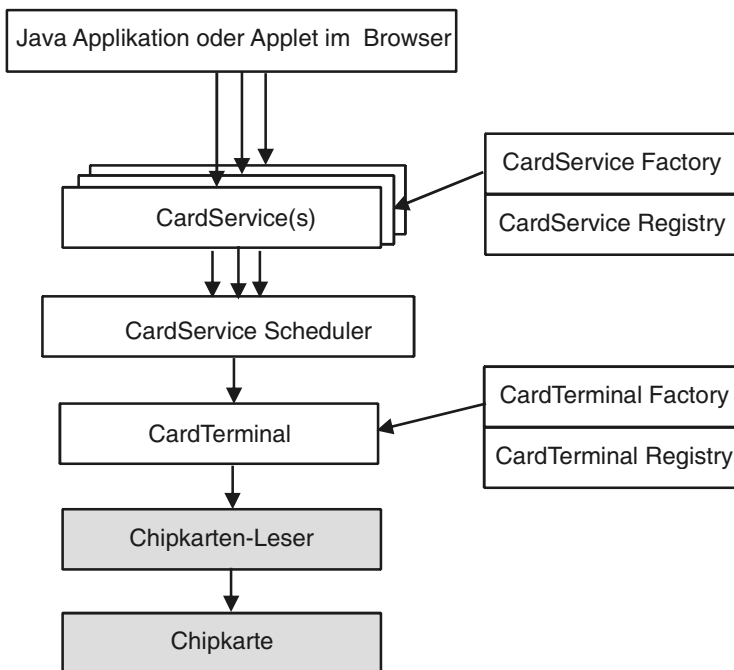 Java Applikation oder Applet im Browser
CardService Factory
CardService(s)
CardService Registry
CardService Scheduler
CardTerminal Factory
CardTerminal
CardTerminal Registry
Chipkarten-Leser
Chipkarte